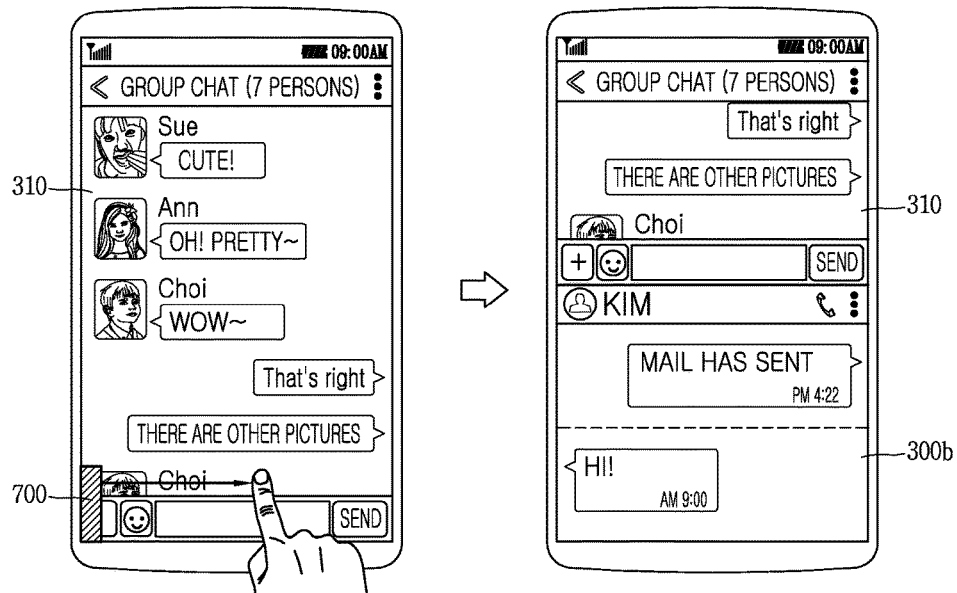 09:00AM
GROUP CHAT (7 PERSONS)
Sue
CUTE!
310
Ann
OH! PRETTY~
Choi
WOW~
That's right
THERE ARE OTHER PICTURES
Choi
700
SEND
09:00AM
GROUP CHAT (7 PERSONS)
That's right
THERE ARE OTHER PICTURES
310
Choi
+
SEND
KIM
MAIL HAS SENT
PM 4:22
HI!
300b
AM 9:00